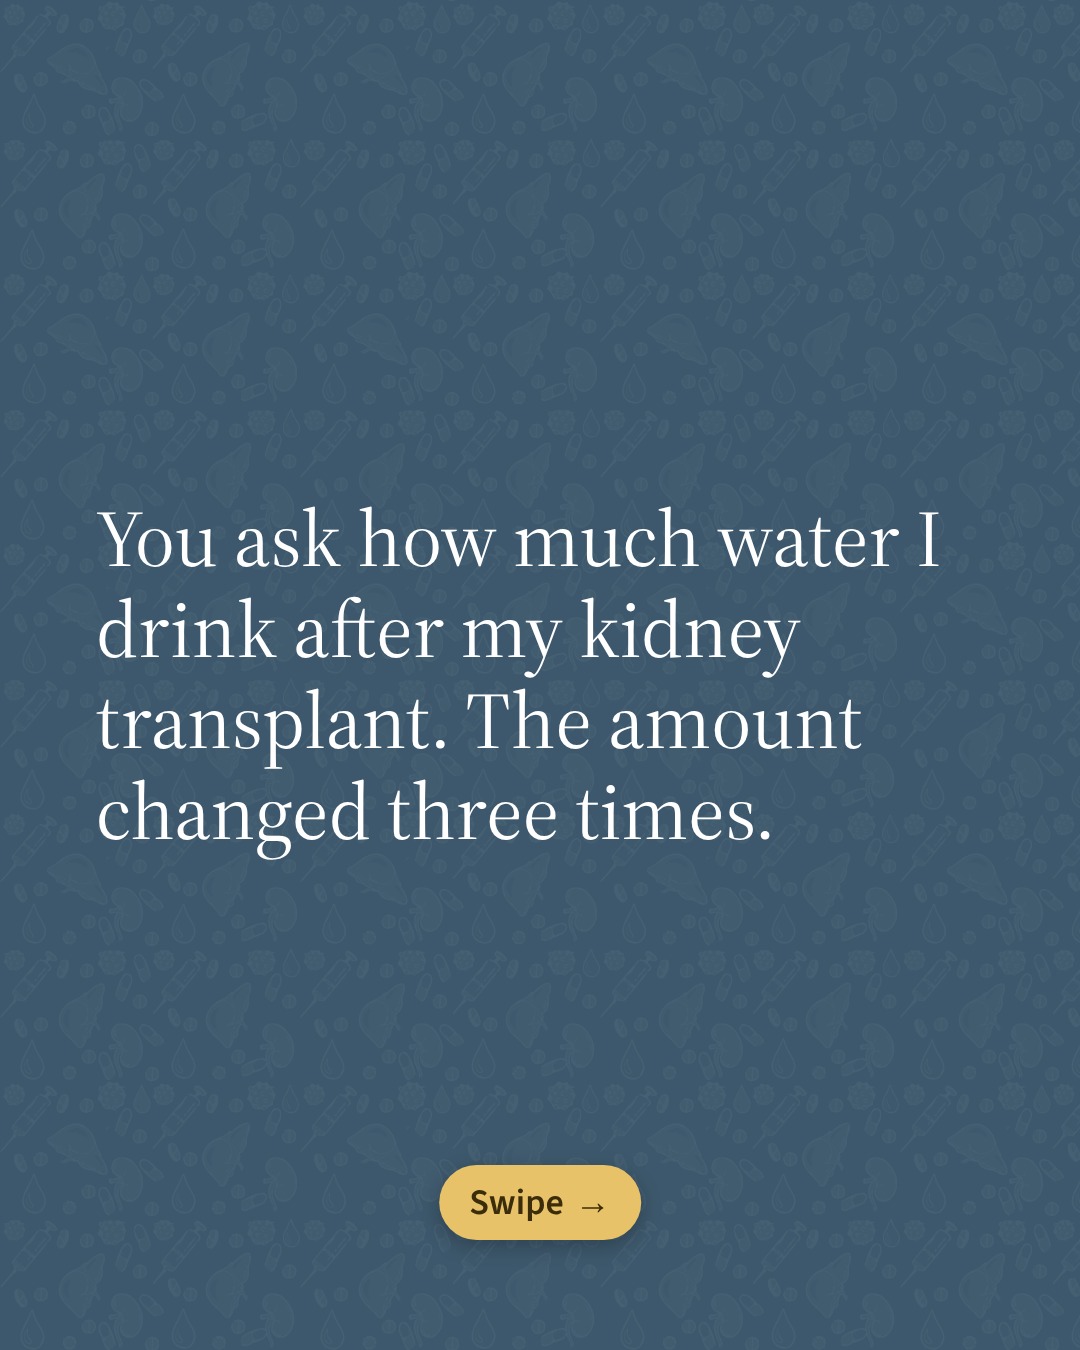 You ask how much water I
drink after my kidney
transplant. The amount
changed three times.
Swipe →